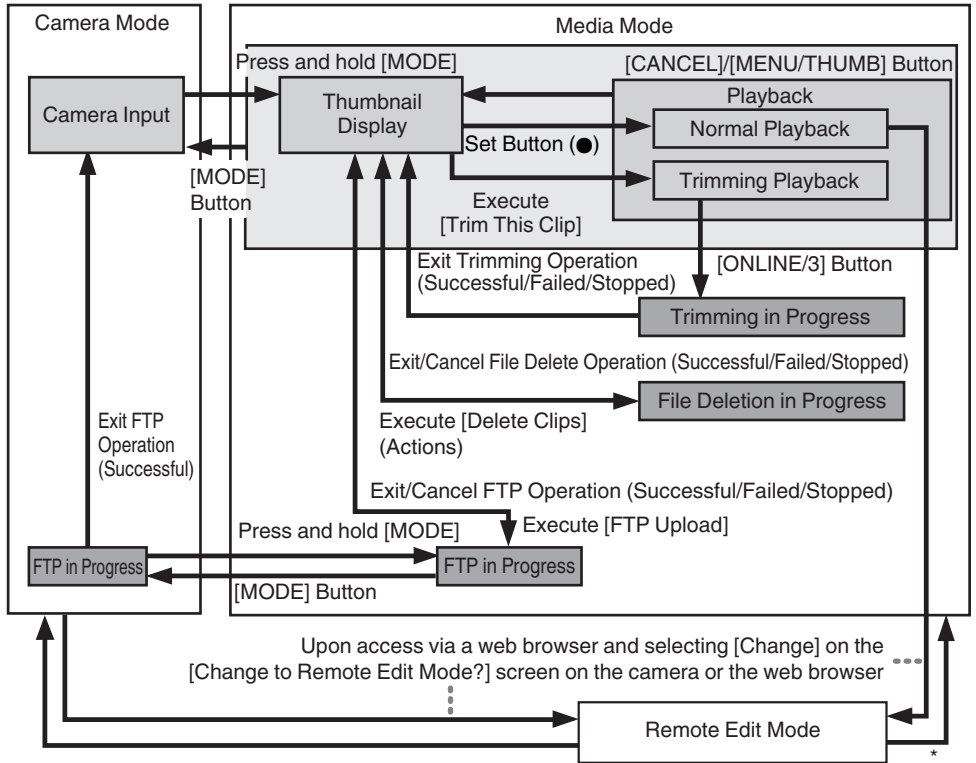 Camera Mode
Media Mode
Press and hold [MODE]
[CANCEL]/[MENU/THUMB] Button
Camera Input
Thumbnail
Display
Playback
Normal Playback
Set Button (●)
[MODE]
Button
Trimming Playback
Execute
[Trim This Clip]
Exit Trimming Operation
(Successful/Failed/Stopped)
[ONLINE/3] Button
Trimming in Progress
Exit/Cancel File Delete Operation (Successful/Failed/Stopped)
File Deletion in Progress
Execute [Delete Clips]
(Actions)
Exit FTP
Operation
(Successful)
Exit/Cancel FTP Operation (Successful/Failed/Stopped)
Execute [FTP Upload]
Press and hold [MODE]
FTP in Progress
FTP in Progress
[MODE] Button
Upon access via a web browser and selecting [Change] on the
[Change to Remote Edit Mode?] screen on the camera or the web browser
Remote Edit Mode
*